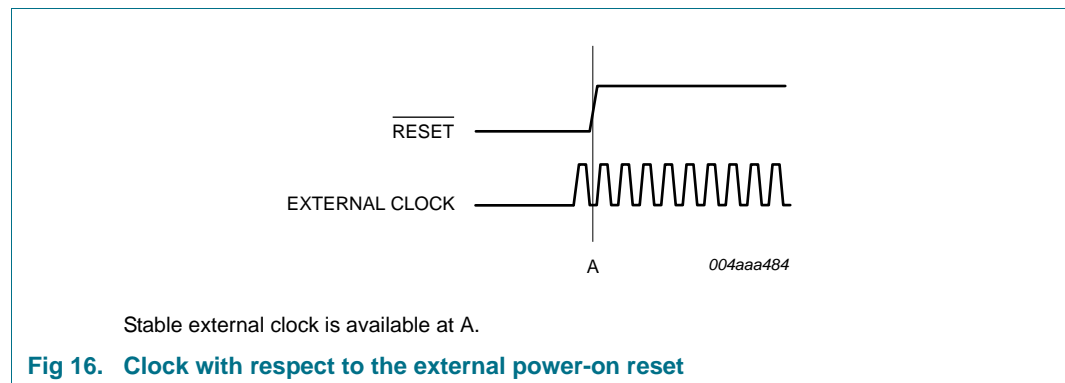 RESET
EXTERNAL CLOCK
A
004aaa484
Stable external clock is available at A.
Fig 16. Clock with respect to the external power-on reset